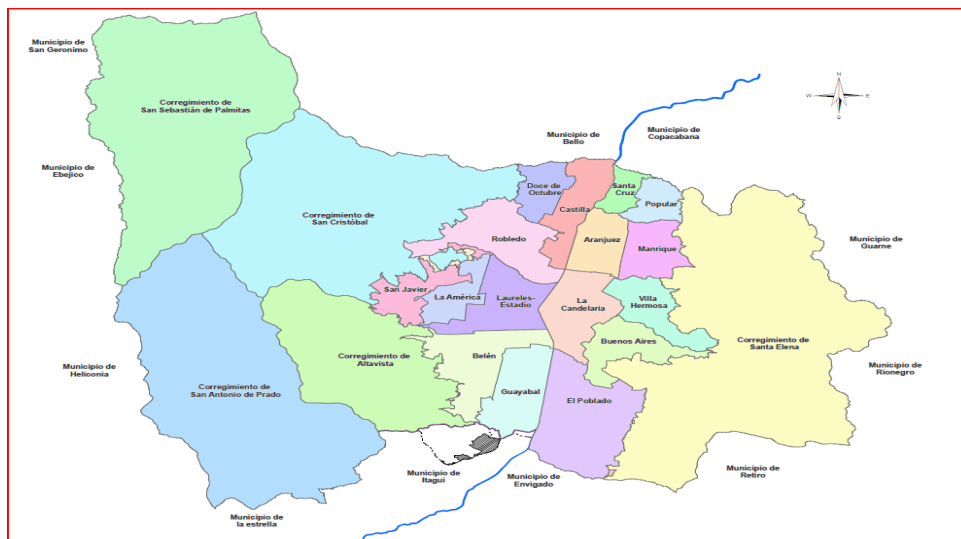 Municipio de
San Geronimo
Corregimiento de
San Sebastián de Palmitas
N
W
E
S
Municipio de
Bello
Municipio de
Copacabana
Municipio de
Ebejico
Doce de
Octubre
Santa
Cruz
Popular
Castilla
Corregimiento de
San Cristóbal
Robledo
Aranjuez
Manrique
Municipio de
Guarne
San Javier
La América
Laureles-
Estadio
La
Candelaria
Villa
Hermosa
Buenos Aires
Corregimiento de
Santa Elena
Corregimiento de
Altavista
Belén
Municipio de
Heliconia
Municipio de
Rionegro
Corregimiento de
San Antonio de Prado
Guayabal
El Poblado
Municipio de
Itagui
Municipio de
Envigado
Municipio de
Retiro
Municipio de
la estrella